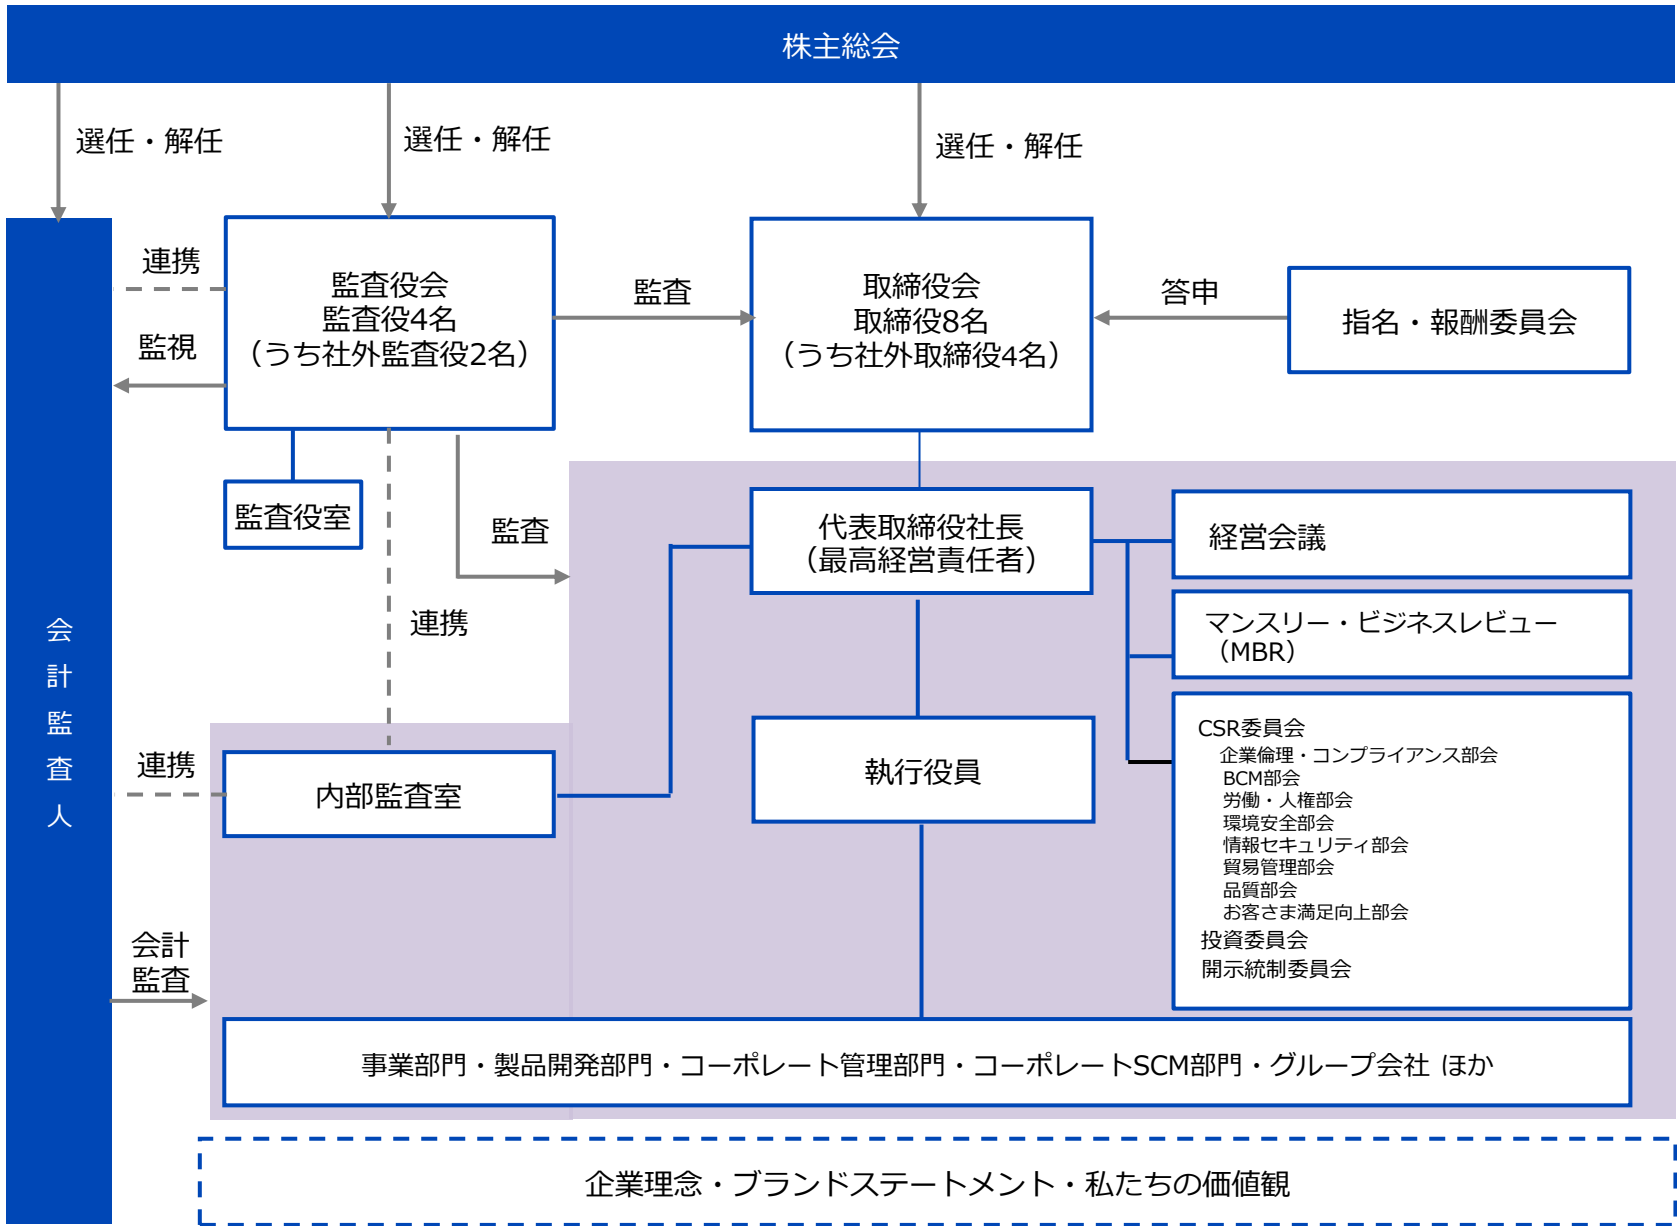 株主総会
選任・解任
選任・解任
選任・解任
連携
監視
監査役会
監査役4名
（うち社外監査役2名）
監査
取締役会
取締役8名
（うち社外取締役4名）
答申
指名・報酬委員会
監査役室
監査
連携
代表取締役社長
（最高経営責任者）
経営会議
マンスリー・ビジネスレビュー
（MBR）
会計監査人
連携
内部監査室
執行役員
CSR委員会
企業倫理・コンプライアンス部会
BCM部会
労働・人権部会
環境安全部会
情報セキュリティ部会
貿易管理部会
品質部会
お客さま満足向上部会
投資委員会
開示統制委員会
会計
監査
事業部門・製品開発部門・コーポレート管理部門・コーポレートSCM部門・グループ会社 ほか
企業理念・ブランドステートメント・私たちの価値観